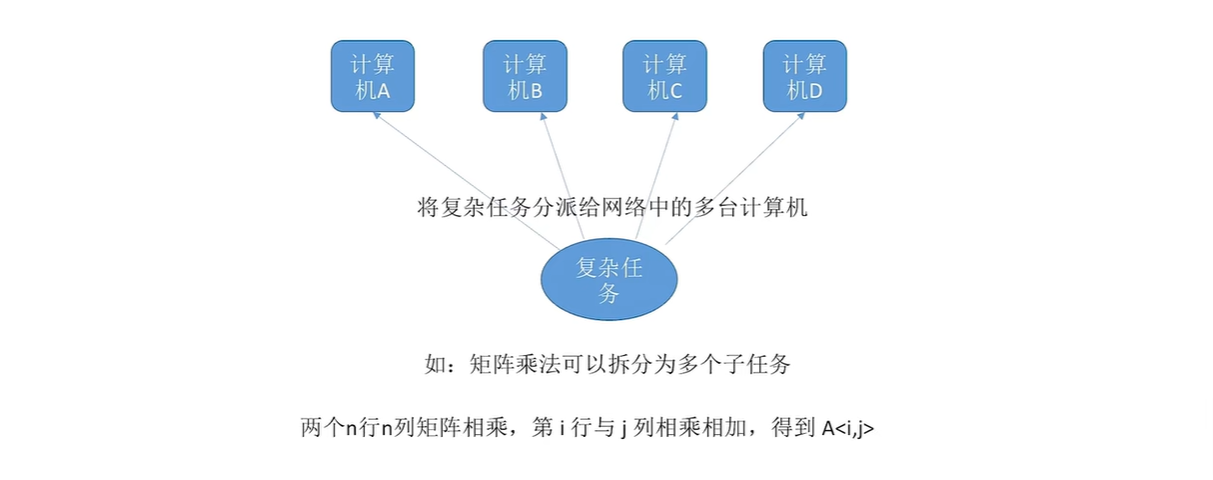 计算
机A
计算
机B
计算
机C
计算
机D
将复杂任务分派给网络中的多台计算机
复杂任
务
如：矩阵乘法可以拆分为多个子任务
两个n行n列矩阵相乘，第 i 行与 j 列相乘相加，得到 A<i,j>